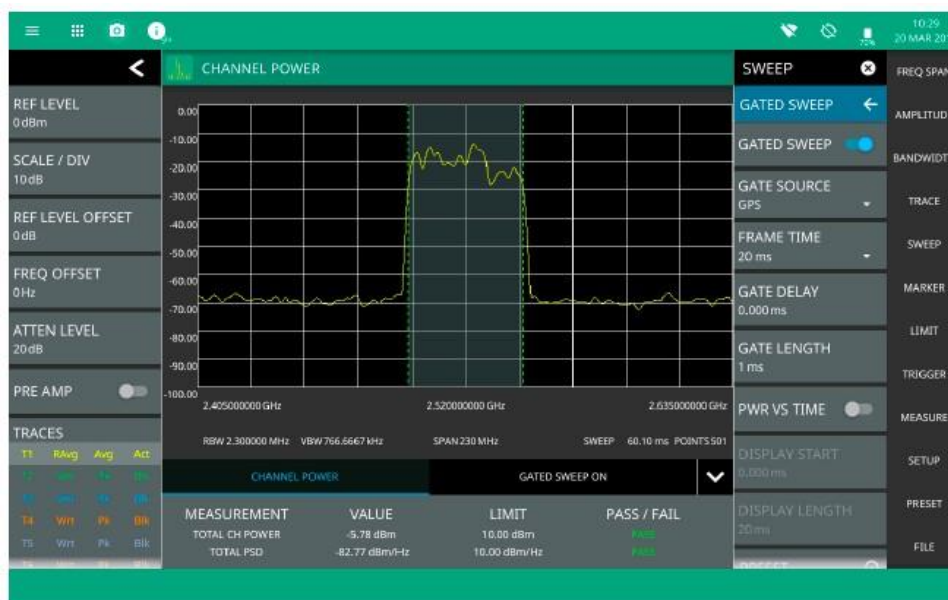 10:29
20 MAR 20
70%
CHANNEL POWER
REF LEVEL
0 dBm
SCALE / DIV
10 dB
REF LEVEL OFFSET
0 dB
FREQ OFFSET
0 Hz
ATTEN LEVEL
20 dB
PRE AMP
TRACES
T1 RAvg Avg Act
T4 Wrt Pk Blk
T5 Wrt Pk Blk
0.00
-10.00
-20.00
-30.00
-40.00
-50.00
-60.00
-70.00
-80.00
-90.00
-100.00
2.405000000 GHz 2.520000000 GHz 2.635000000 GHz
RBW 2.300000 MHz VBW 766.6667 kHz SPAN 230 MHz SWEEP 60.10 ms POINTS 501
CHANNEL POWER GATED SWEEP ON
MEASUREMENT VALUE LIMIT PASS / FAIL
TOTAL CH POWER -5.78 dBm 10.00 dBm PASS
TOTAL PSD -82.77 dBm/Hz 10.00 dBm/Hz PASS
SWEEP
GATED SWEEP
GATED SWEEP
GATE SOURCE
GPS
FRAME TIME
20 ms
GATE DELAY
0.000 ms
GATE LENGTH
1 ms
PWR VS TIME
DISPLAY START
0.000 ms
DISPLAY LENGTH
20 ms
FREQ SPAN
AMPLITUD
BANDWIDT
TRACE
SWEEP
MARKER
LIMIT
TRIGGER
MEASURE
SETUP
PRESET
FILE